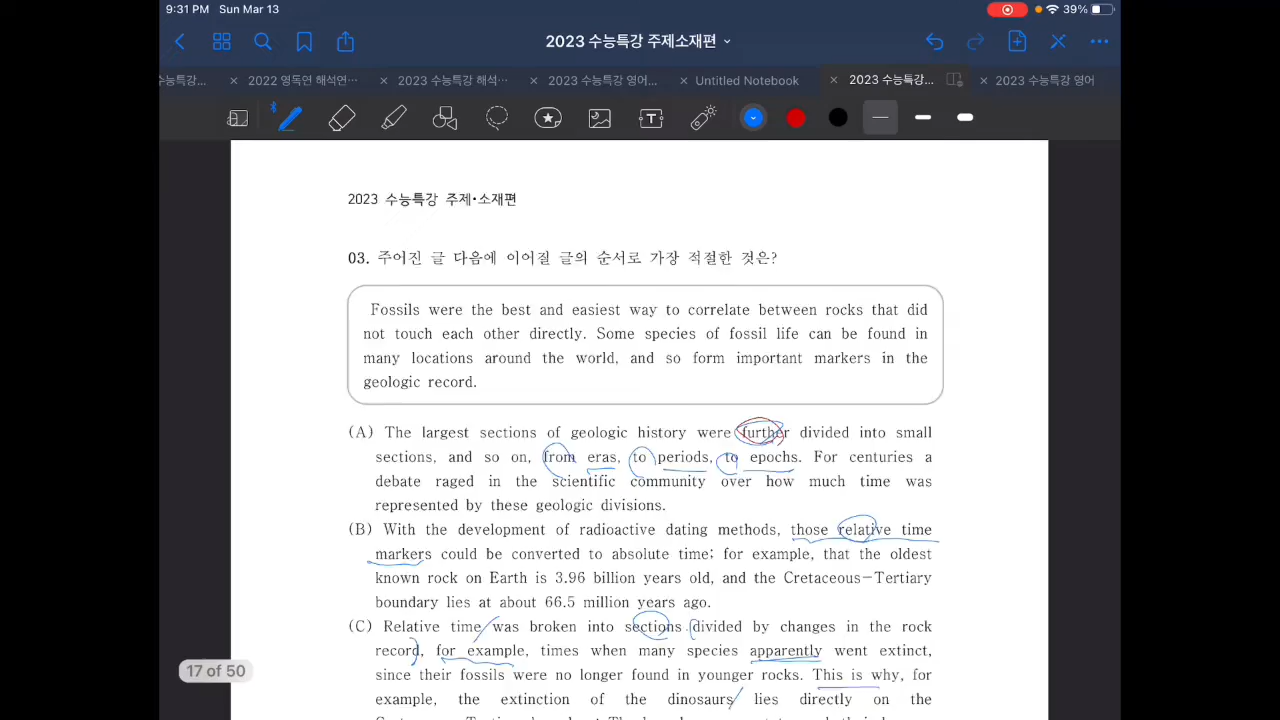 9:31 PM Sun Mar 13
39%
2023 수능특강 주제소재편
수능특강...
2022 영독연 해석연...
2023 수능특강 해석...
2023 수능특강 영어...
Untitled Notebook
2023 수능특강...
2023 수능특강 영어
2023 수능특강 주제•소재편
03. 주어진 글 다음에 이어질 글의 순서로 가장 적절한 것은?
Fossils were the best and easiest way to correlate between rocks that did
not touch each other directly. Some species of fossil life can be found in
many locations around the world, and so form important markers in the
geologic record.
(A) The largest sections of geologic history were further divided into small
sections, and so on, from eras, to periods, to epochs. For centuries a
debate raged in the scientific community over how much time was
represented by these geologic divisions.
(B) With the development of radioactive dating methods, those relative time
markers could be converted to absolute time; for example, that the oldest
known rock on Earth is 3.96 billion years old, and the Cretaceous-Tertiary
boundary lies at about 66.5 million years ago.
(C) Relative time was broken into sections divided by changes in the rock
record, for example, times when many species apparently went extinct,
since their fossils were no longer found in younger rocks. This is why, for
example, the extinction of the dinosaurs lies directly on the
17 of 50